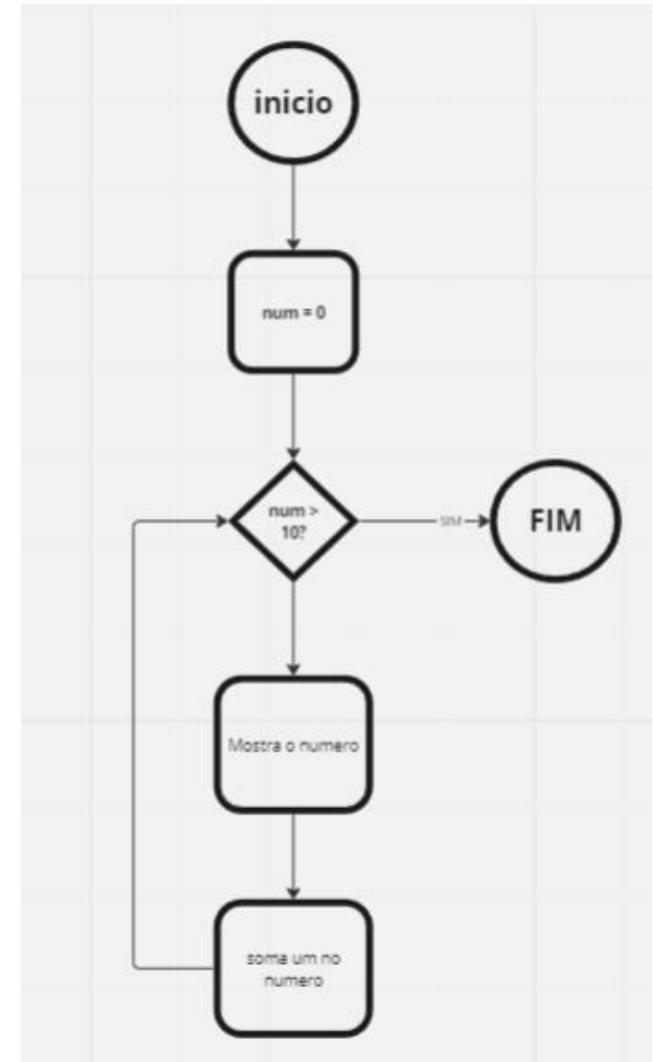 inicio
num = 0
num >
10?
SIM
FIM
Mostra o numero
soma um no
numero